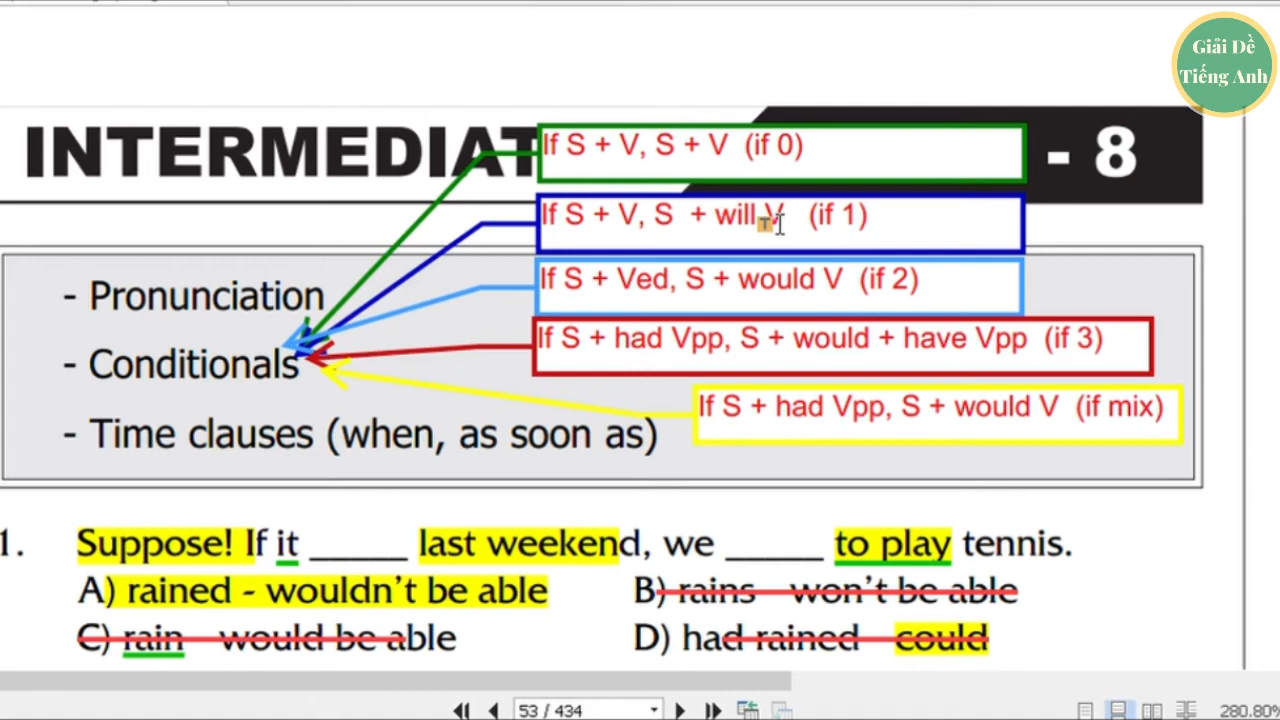 Giải Đề
Tiếng Anh
INTERMEDIAT
- 8
If S + V, S + V (if 0)
If S + V, S + will V (if 1)
If S + Ved, S + would V (if 2)
If S + had Vpp, S + would + have Vpp (if 3)
If S + had Vpp, S + would V (if mix)
- Pronunciation
- Conditionals
- Time clauses (when, as soon as)
1. Suppose! If it _____ last weekend, we _____ to play tennis.
A) rained - wouldn't be able
B) rains - won't be able
C) rain - would be able
D) had rained - could
53 / 434
280.80%